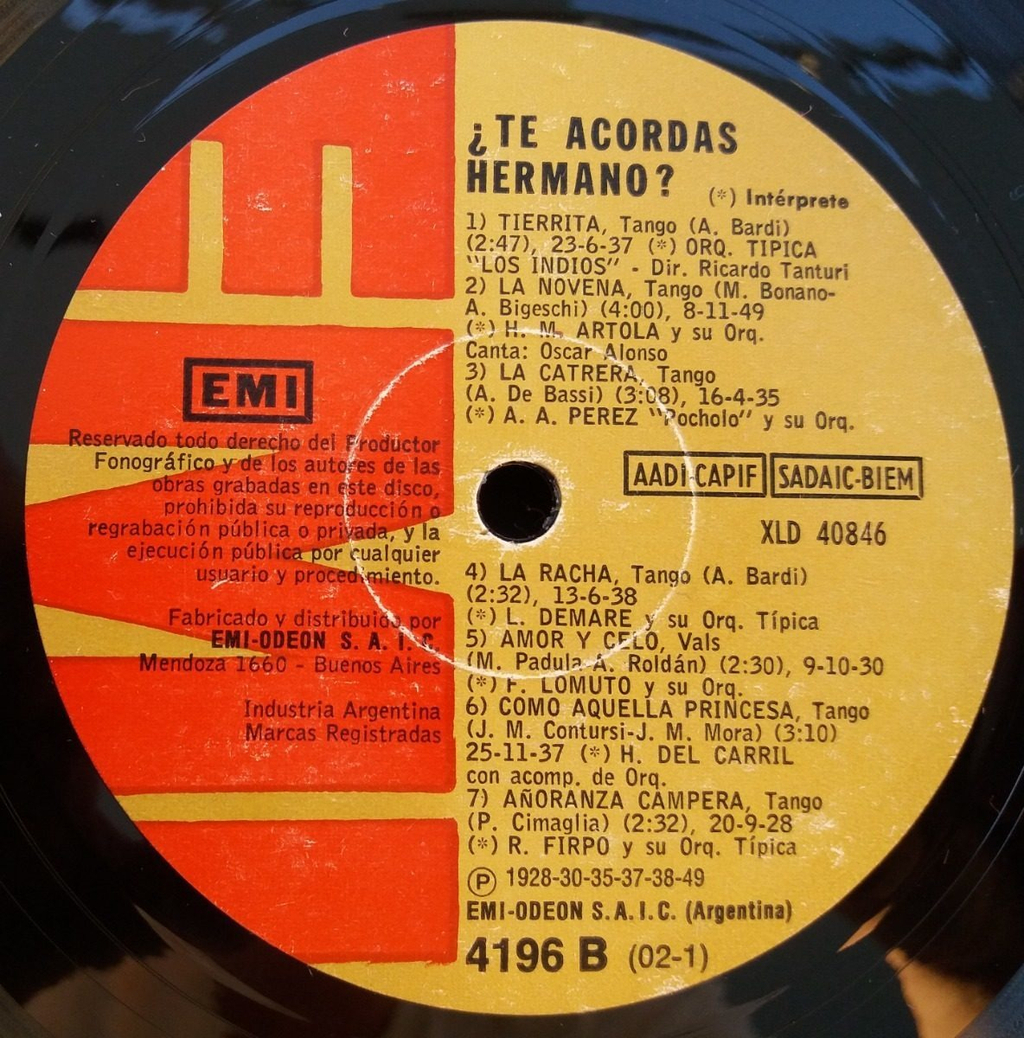 ¿TE ACORDAS
HERMANO?
(*) Intérprete
1) TIERRITA, Tango (A. Bardi)
(2:47), 23-6-37 (*) ORQ. TIPICA
"LOS INDIOS" - Dir. Ricardo Tanturi
2) LA NOVENA, Tango (M. Bonano-
A. Bigeschi) (4:00), 8-11-49
(*) H. M. ARTOLA y su Orq.
Canta: Oscar Alonso
3) LA CATRERA, Tango
(A. De Bassi) (3:08), 16-4-35
(*) A. A. PEREZ "Pocholo" y su Orq.
EMI
Reservado todo derecho del Productor
Fonográfico y de los autores de las
obras grabadas en este disco,
prohibida su reproducción o
regrabación pública o privada, y la
ejecución pública por cualquier
usuario y procedimiento.
Fabricado y distribuido por
EMI-ODEON S. A. I. C.
Mendoza 1660 - Buenos Aires
Industria Argentina
Marcas Registradas
AADI-CAPIF SADAIC-BIEM
XLD 40846
4) LA RACHA, Tango (A. Bardi)
(2:32), 13-6-38
(*) L. DEMARE y su Orq. Típica
5) AMOR Y CELO, Vals
(M. Padula-A. Roldán) (2:30), 9-10-30
(*) F. LOMUTO y su Orq.
6) COMO AQUELLA PRINCESA, Tango
(J. M. Contursi-J. M. Mora) (3:10)
25-11-37 (*) H. DEL CARRIL
con acomp. de Orq.
7) AÑORANZA CAMPERA, Tango
(P. Cimaglia) (2:32), 20-9-28
(*) R. FIRPO y su Orq. Típica
Ⓟ 1928-30-35-37-38-49
EMI-ODEON S.A.I.C. (Argentina)
4196 B (02-1)